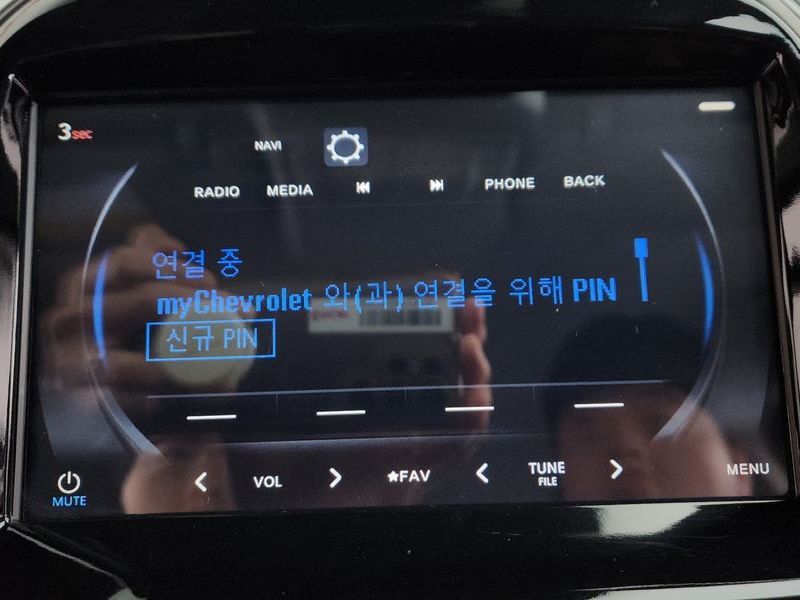 3sec
NAVI
RADIO MEDIA PHONE BACK
연결 중
myChevrolet 와(과) 연결을 위해 PIN
신규 PIN
VOL ★FAV TUNE FILE
MUTE MENU